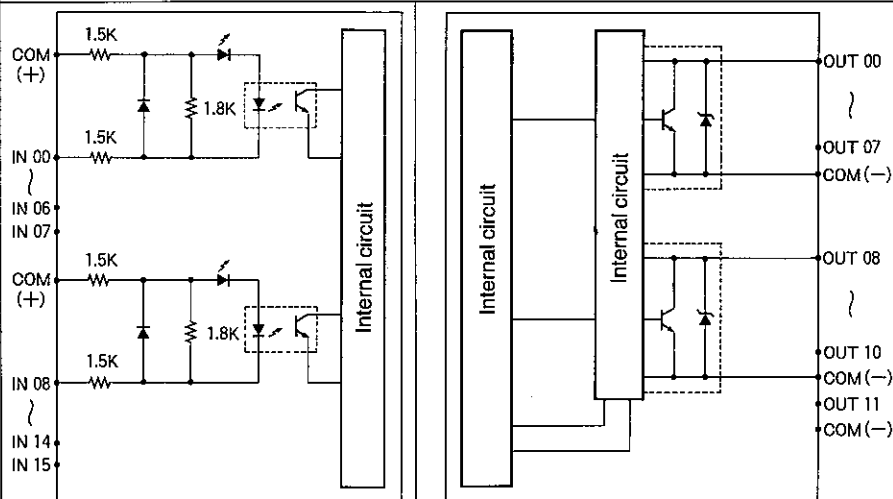 1.5K
COM
(+)
1.8K
1.5K
IN 00
IN 06
IN 07
1.5K
COM
(+)
1.8K
1.5K
IN 08
IN 14
IN 15
Internal circuit
Internal circuit
Internal circuit
OUT 00
OUT 07
COM (−)
OUT 08
OUT 10
COM (−)
OUT 11
COM (−)